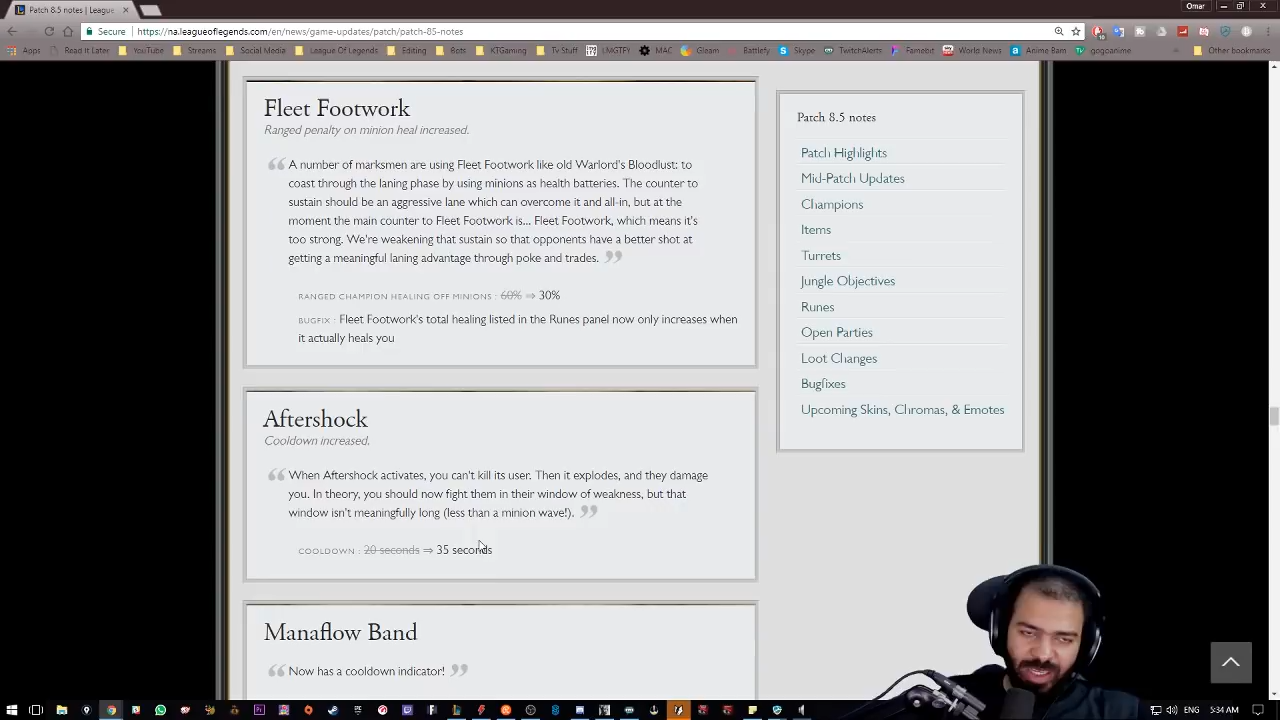 Patch 8.5 notes | League
Omar
Secure
https://na.leagueoflegends.com/en/news/game-updates/patch/patch-85-notes
Apps Read It Later YouTube Streams Social Media League Of Legends Editing Bots KTGaming Tv Stuff LMGTFY MAC Gleam Battlefy Skype TwitchAlerts Famebit World News Anime Bam gogoanime Other bookmarks
Fleet Footwork
Ranged penalty on minion heal increased.
A number of marksmen are using Fleet Footwork like old Warlord's Bloodlust: to
coast through the laning phase by using minions as health batteries. The counter to
sustain should be an aggressive lane which can overcome it and all-in, but at the
moment the main counter to Fleet Footwork is... Fleet Footwork, which means it's
too strong. We're weakening that sustain so that opponents have a better shot at
getting a meaningful laning advantage through poke and trades.
RANGED CHAMPION HEALING OFF MINIONS : 60% ⇒ 30%
BUGFIX : Fleet Footwork's total healing listed in the Runes panel now only increases when
it actually heals you
Aftershock
Cooldown increased.
When Aftershock activates, you can't kill its user. Then it explodes, and they damage
you. In theory, you should now fight them in their window of weakness, but that
window isn't meaningfully long (less than a minion wave!).
COOLDOWN : 20 seconds ⇒ 35 seconds
Manaflow Band
Now has a cooldown indicator!
Patch 8.5 notes
Patch Highlights
Mid-Patch Updates
Champions
Items
Turrets
Jungle Objectives
Runes
Open Parties
Loot Changes
Bugfixes
Upcoming Skins, Chromas, & Emotes
ENG
5:34 AM